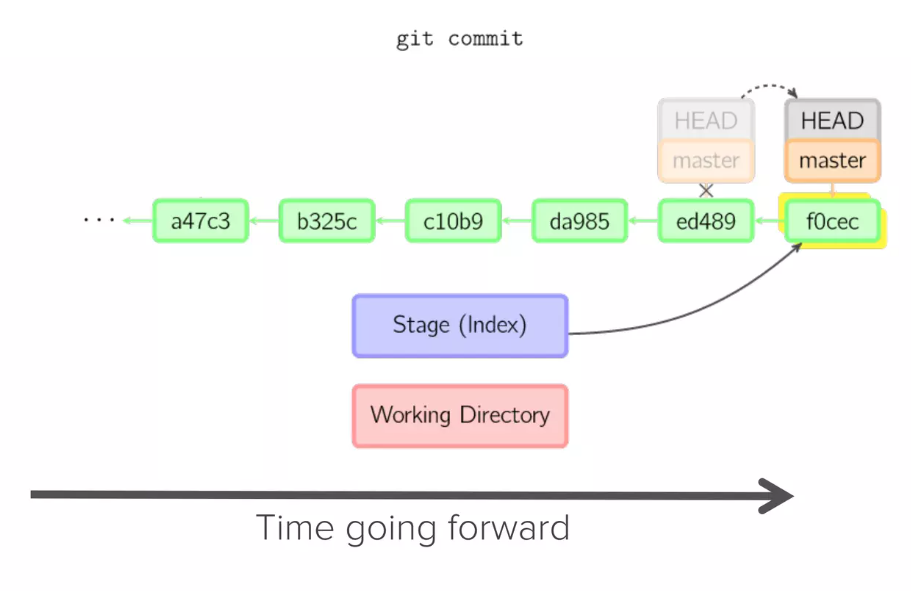 git commit
HEAD HEAD
master master
... a47c3 b325c c10b9 da985 ed489 f0cec
Stage (Index)
Working Directory
Time going forward